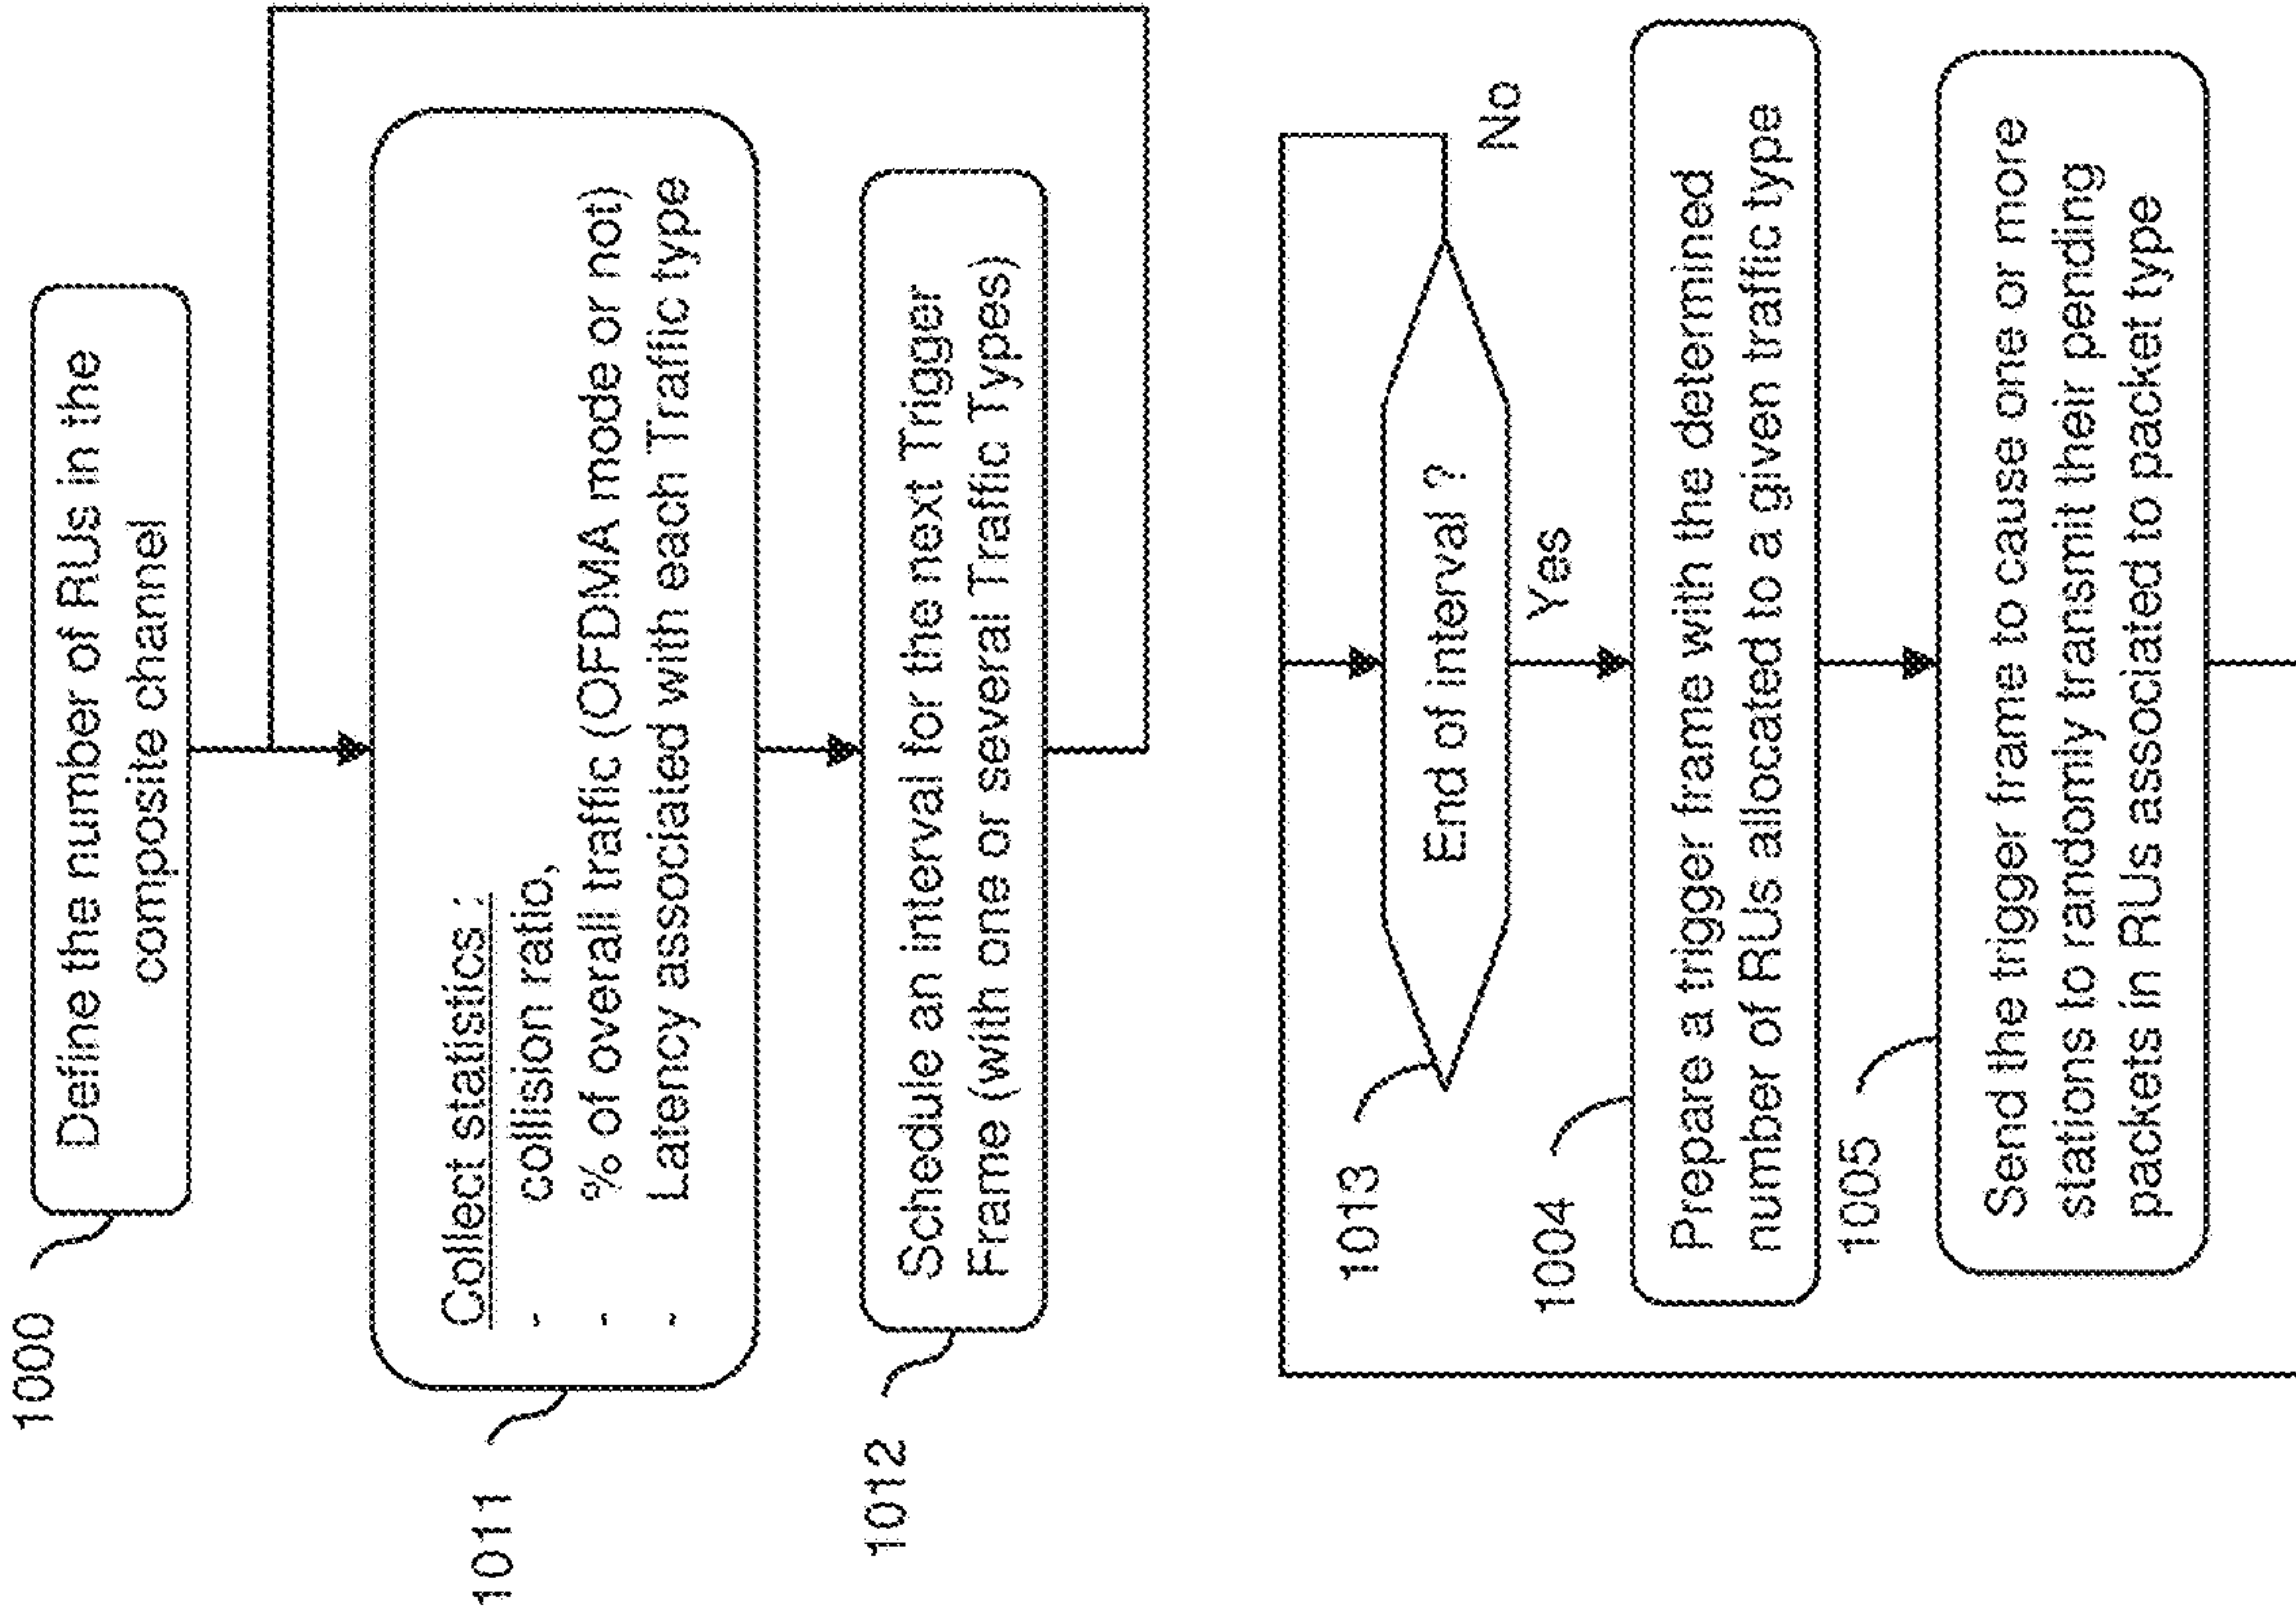 1000
Define the number of RUs in the
composite channel
1011
Collect statistics :
- collision ratio,
- % of overall traffic (OFDMA mode or not)
- Latency associated with each Traffic type
1012
Schedule an interval for the next Trigger
Frame (with one or several Traffic Types)
1013
End of interval ?
No
Yes
1004
Prepare a trigger frame with the determined
number of RUs allocated to a given traffic type
1005
Send the trigger frame to cause one or more
stations to randomly transmit their pending
packets in RUs associated to packet type